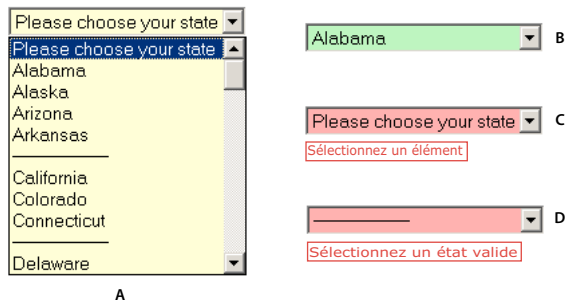 Please choose your state
Please choose your state
Alabama
Alaska
Arizona
Arkansas
California
Colorado
Connecticut
Delaware
A
Alabama
B
Please choose your state
C
Sélectionnez un élément
D
Sélectionnez un état valide